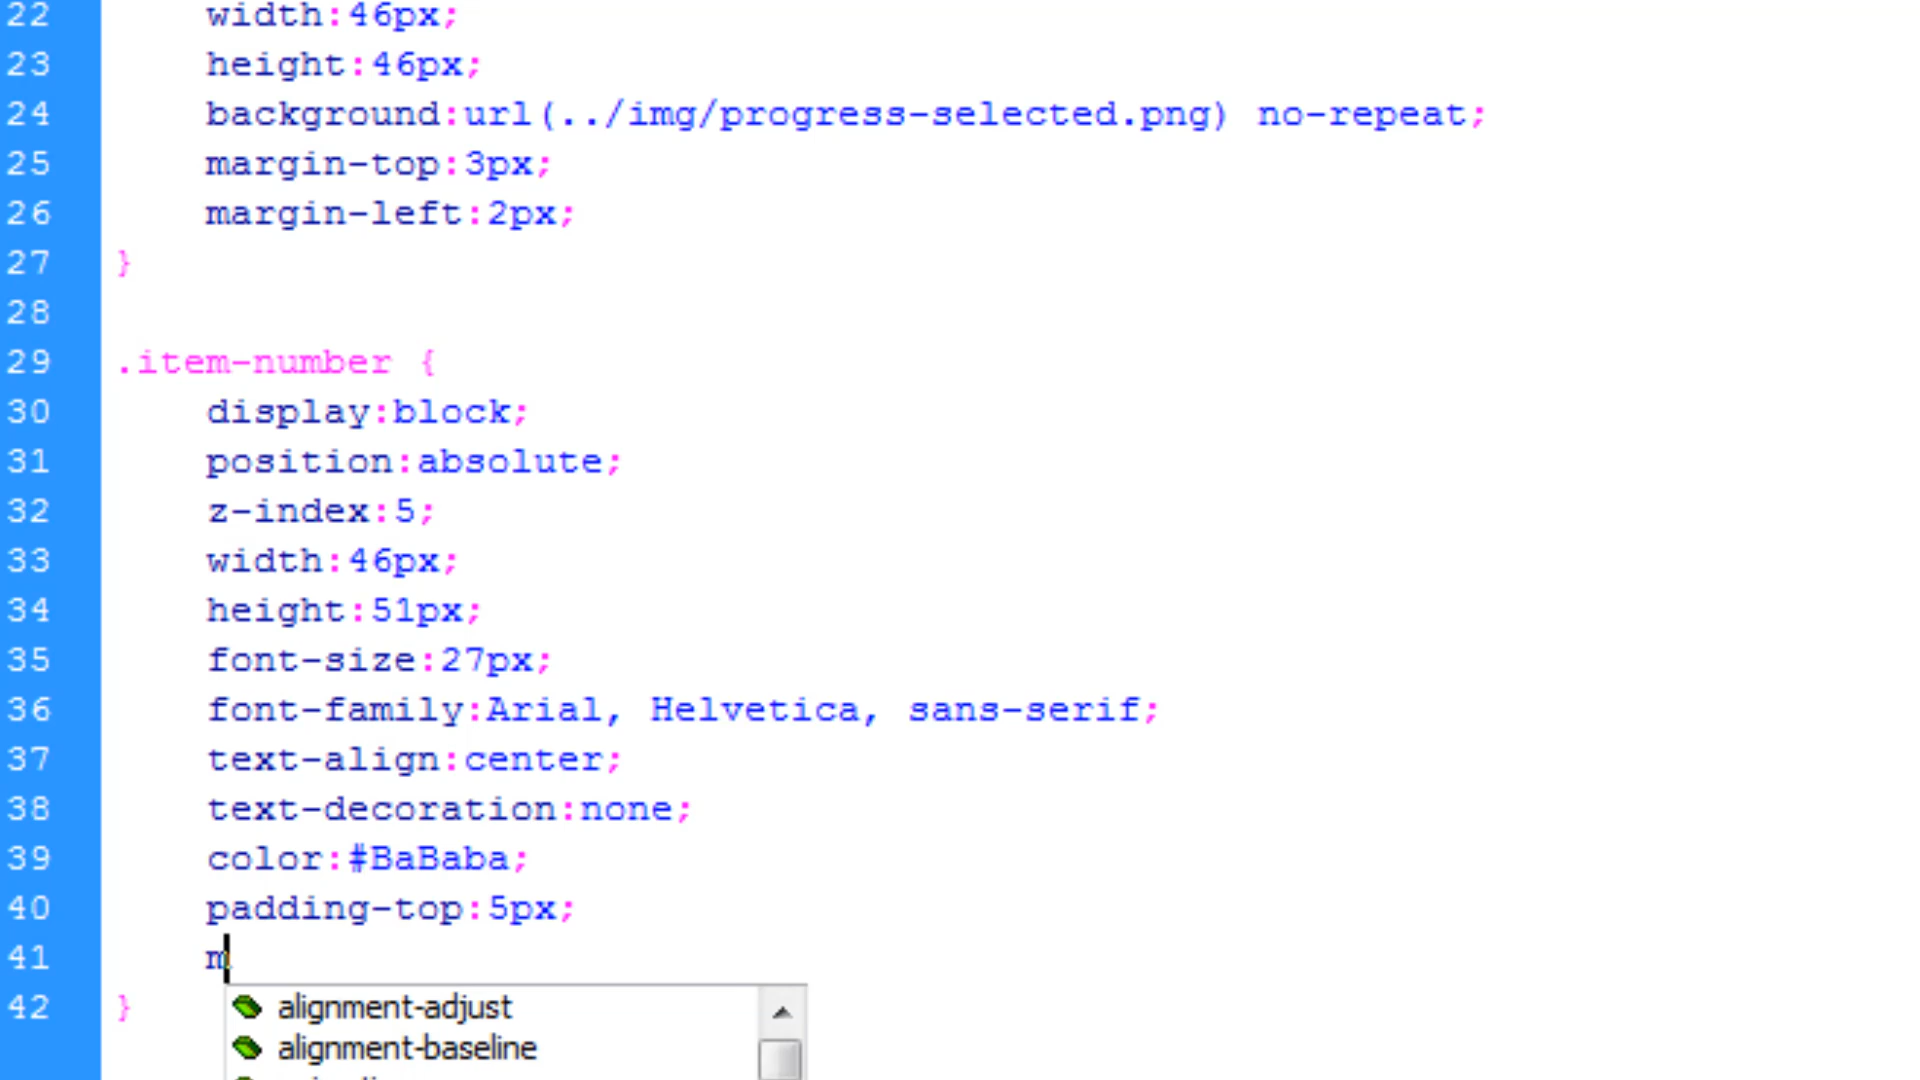 22 width:46px;
23 height:46px;
24 background:url(../img/progress-selected.png) no-repeat;
25 margin-top:3px;
26 margin-left:2px;
27 }
28
29 .item-number {
30 display:block;
31 position:absolute;
32 z-index:5;
33 width:46px;
34 height:51px;
35 font-size:27px;
36 font-family:Arial, Helvetica, sans-serif;
37 text-align:center;
38 text-decoration:none;
39 color:#BaBaba;
40 padding-top:5px;
41 m
42 }
alignment-adjust
alignment-baseline